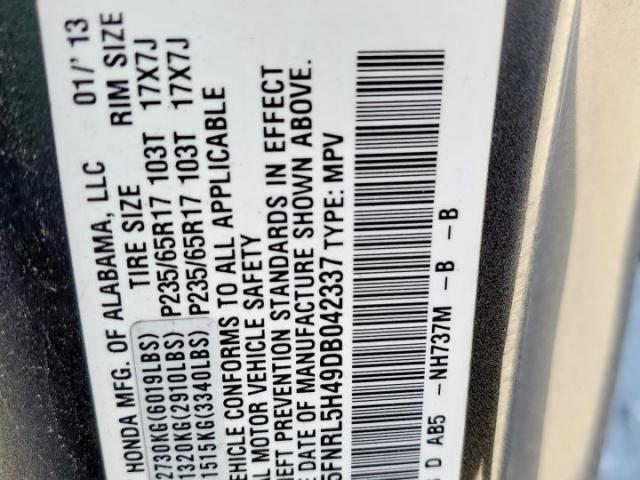 HONDA MFG. OF ALABAMA, LLC 01/'13
TIRE SIZE RIM SIZE
2730KG(6019LBS)
1320KG(2910LBS) P235/65R17 103T 17X7J
1515KG(3340LBS) P235/65R17 103T 17X7J
VEHICLE CONFORMS TO ALL APPLICABLE
MOTOR VEHICLE SAFETY
THEFT PREVENTION STANDARDS IN EFFECT
DATE OF MANUFACTURE SHOWN ABOVE.
5FNRL5H49DB042337 TYPE: MPV
D AB5 -NH737M -B -B